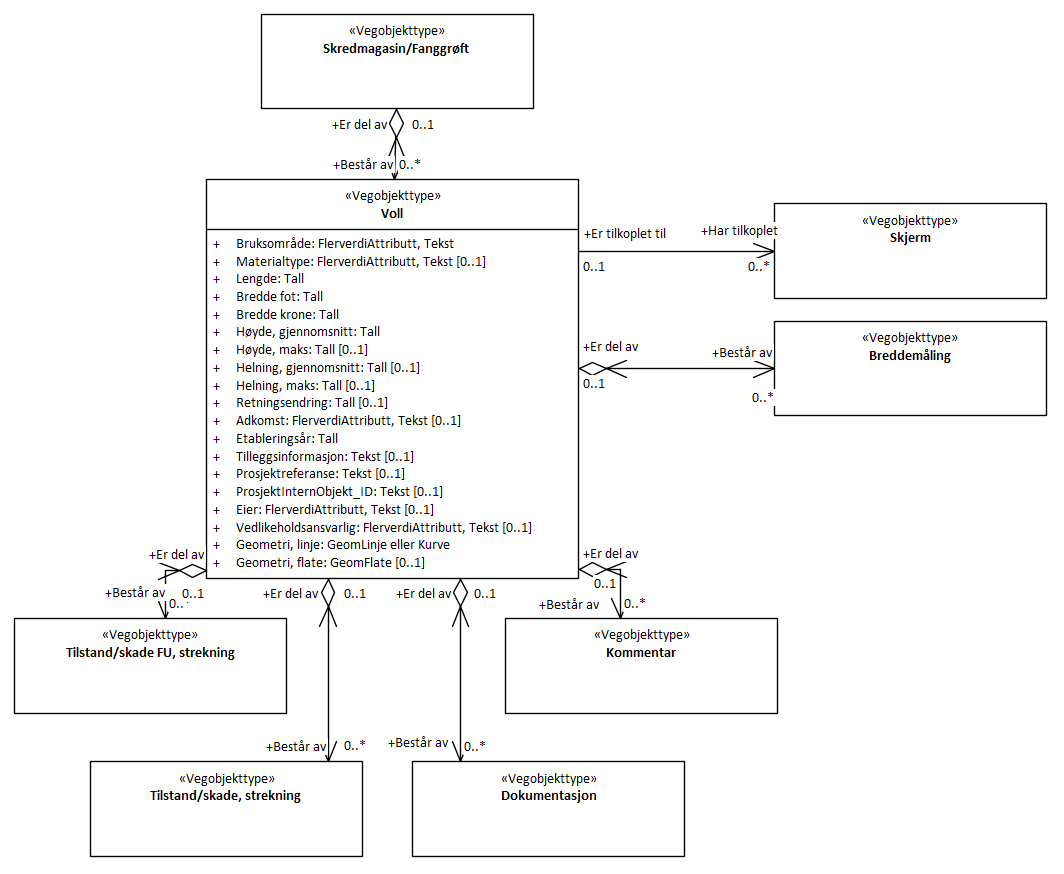 «Vegobjekttype»
Skredmagasin/Fanggrøft
+Er del av 0..1
+Består av 0..*
«Vegobjekttype»
Voll
+ Bruksområde: FlerverdiAttributt, Tekst
+ Materialtype: FlerverdiAttributt, Tekst [0..1]
+ Lengde: Tall
+ Bredde fot: Tall
+ Bredde krone: Tall
+ Høyde, gjennomsnitt: Tall
+ Høyde, maks: Tall [0..1]
+ Helning, gjennomsnitt: Tall [0..1]
+ Helning, maks: Tall [0..1]
+ Retningsendring: Tall [0..1]
+ Adkomst: FlerverdiAttributt, Tekst [0..1]
+ Etableringsår: Tall
+ Tilleggsinformasjon: Tekst [0..1]
+ Prosjektreferanse: Tekst [0..1]
+ ProsjektInternObjekt_ID: Tekst [0..1]
+ Eier: FlerverdiAttributt, Tekst [0..1]
+ Vedlikeholdsansvarlig: FlerverdiAttributt, Tekst [0..1]
+ Geometri, linje: GeomLinje eller Kurve
+ Geometri, flate: GeomFlate [0..1]
+Er tilkoplet til +Har tilkoplet
0..1 0..*
«Vegobjekttype»
Skjerm
+Er del av +Består av
0..1 0..*
«Vegobjekttype»
Breddemåling
+Er del av
0..1
+Består av
0..*
«Vegobjekttype»
Tilstand/skade FU, strekning
+Er del av 0..1
+Består av 0..*
«Vegobjekttype»
Tilstand/skade, strekning
+Er del av 0..1
+Består av 0..*
«Vegobjekttype»
Dokumentasjon
+Er del av
0..1
+Består av 0..*
«Vegobjekttype»
Kommentar